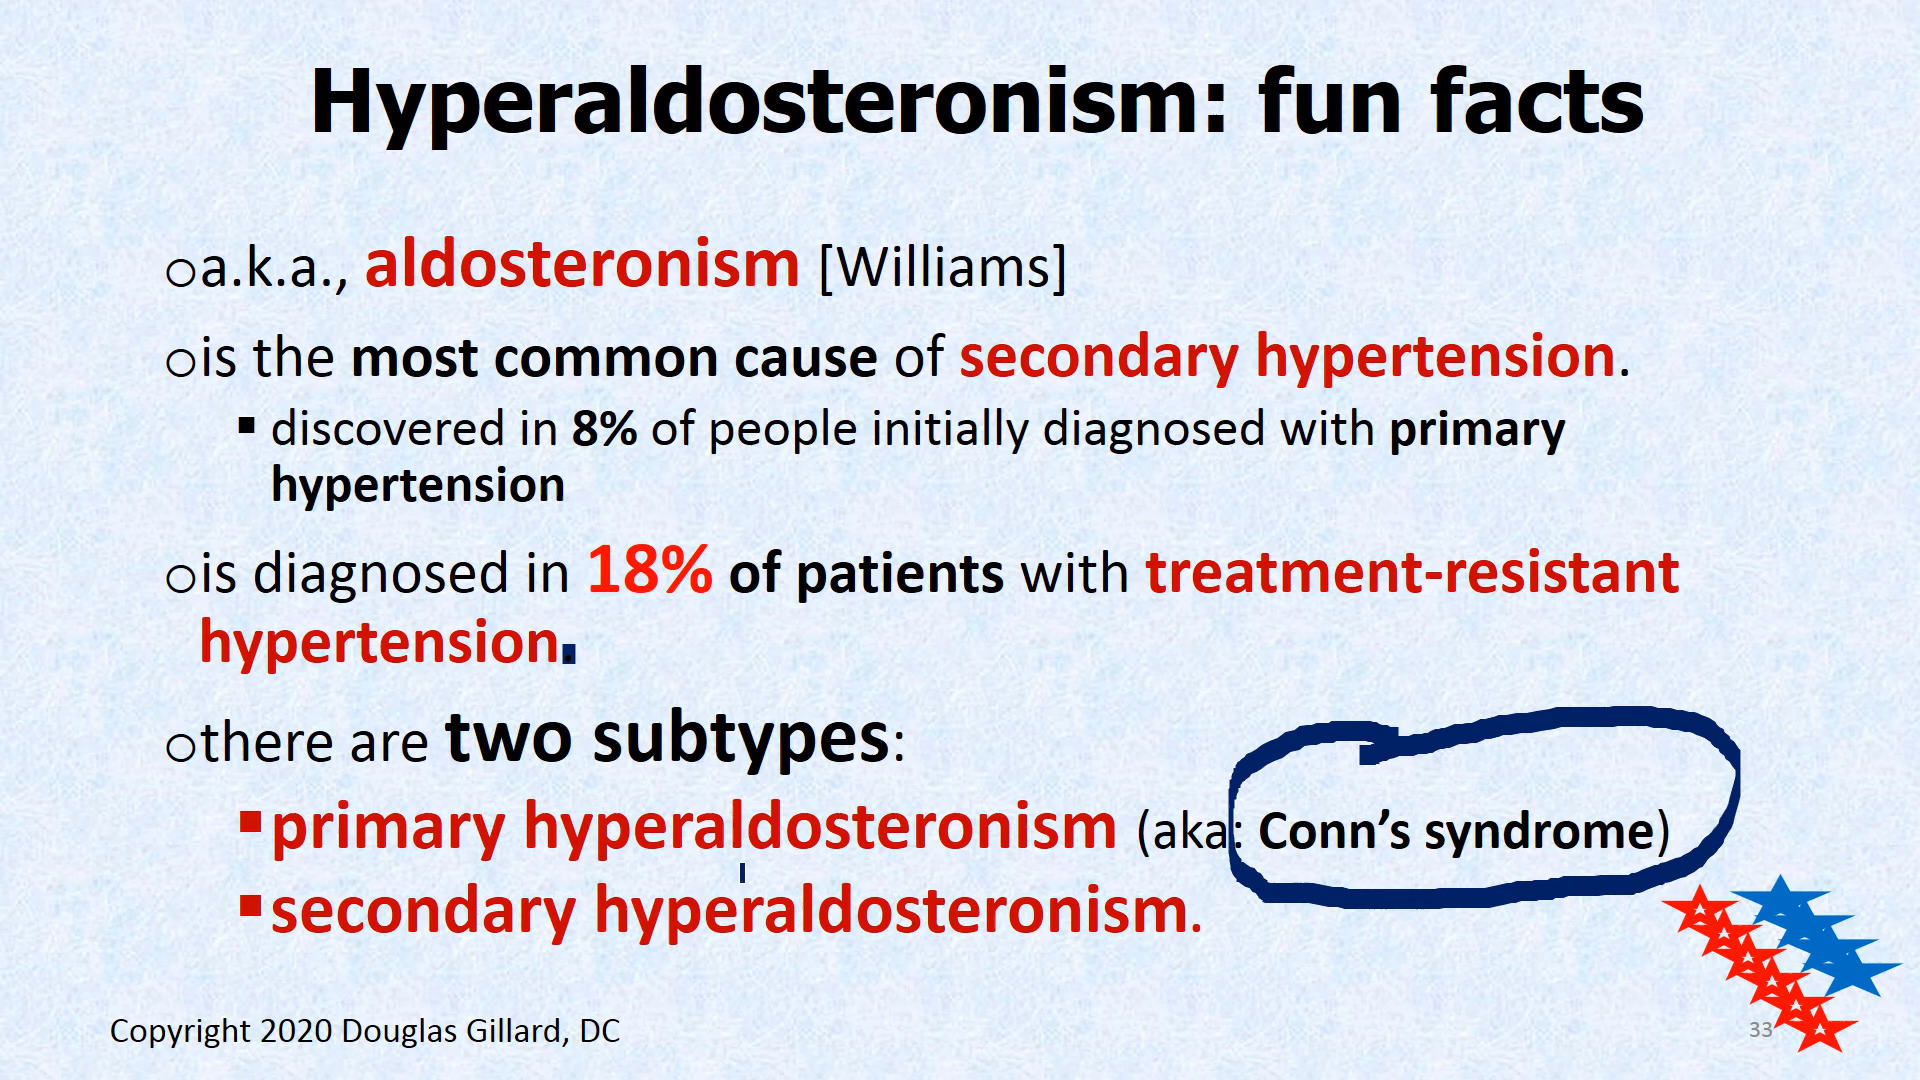 Hyperaldosteronism: fun facts
oa.k.a., aldosteronism [Williams]
ois the most common cause of secondary hypertension.
▪ discovered in 8% of people initially diagnosed with primary
hypertension
ois diagnosed in 18% of patients with treatment-resistant
hypertension.
othere are two subtypes:
▪primary hyperaldosteronism (aka: Conn’s syndrome)
▪secondary hyperaldosteronism.
Copyright 2020 Douglas Gillard, DC
33